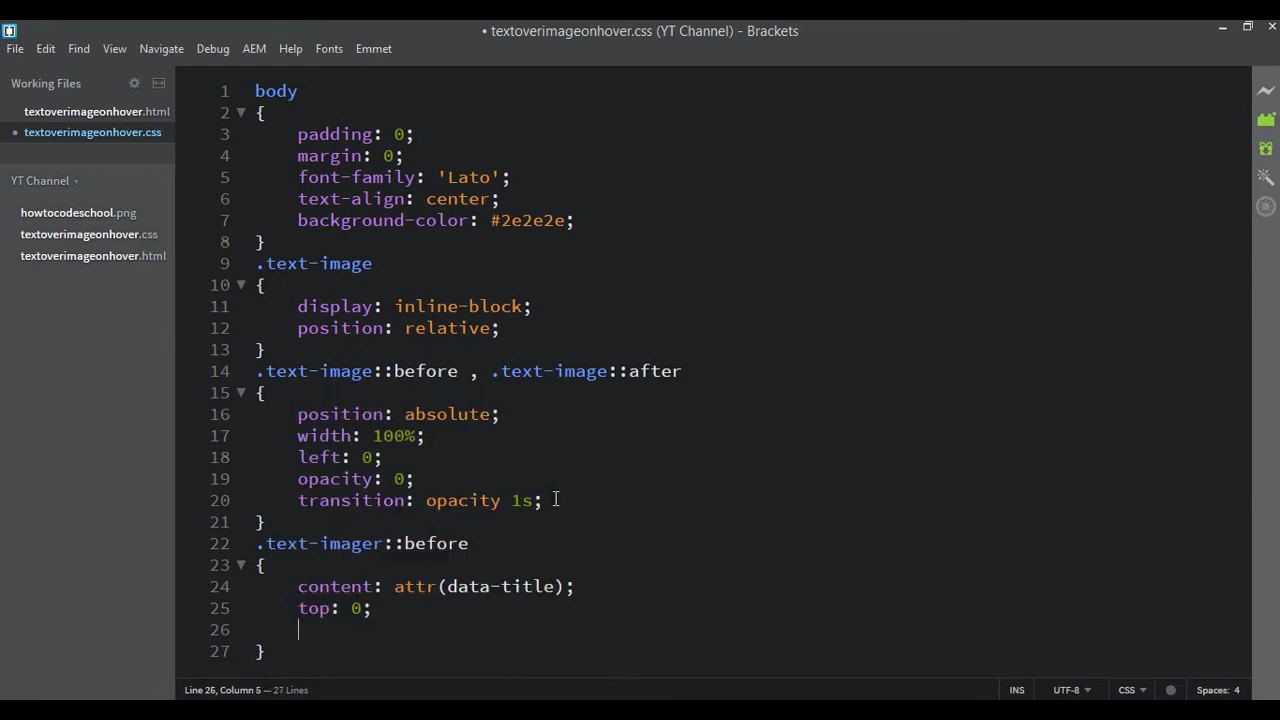 • textoverimageonhover.css (YT Channel) - Brackets
File Edit Find View Navigate Debug AEM Help Fonts Emmet
Working Files
textoverimageonhover.html
• textoverimageonhover.css
YT Channel
howtocodeschool.png
textoverimageonhover.css
textoverimageonhover.html
1 body
2 {
3 padding: 0;
4 margin: 0;
5 font-family: 'Lato';
6 text-align: center;
7 background-color: #2e2e2e;
8 }
9 .text-image
10 {
11 display: inline-block;
12 position: relative;
13 }
14 .text-image::before , .text-image::after
15 {
16 position: absolute;
17 width: 100%;
18 left: 0;
19 opacity: 0;
20 transition: opacity 1s;
21 }
22 .text-imager::before
23 {
24 content: attr(data-title);
25 top: 0;
26
27 }
Line 25, Column 5 — 27 Lines
INS UTF-8 CSS Spaces: 4